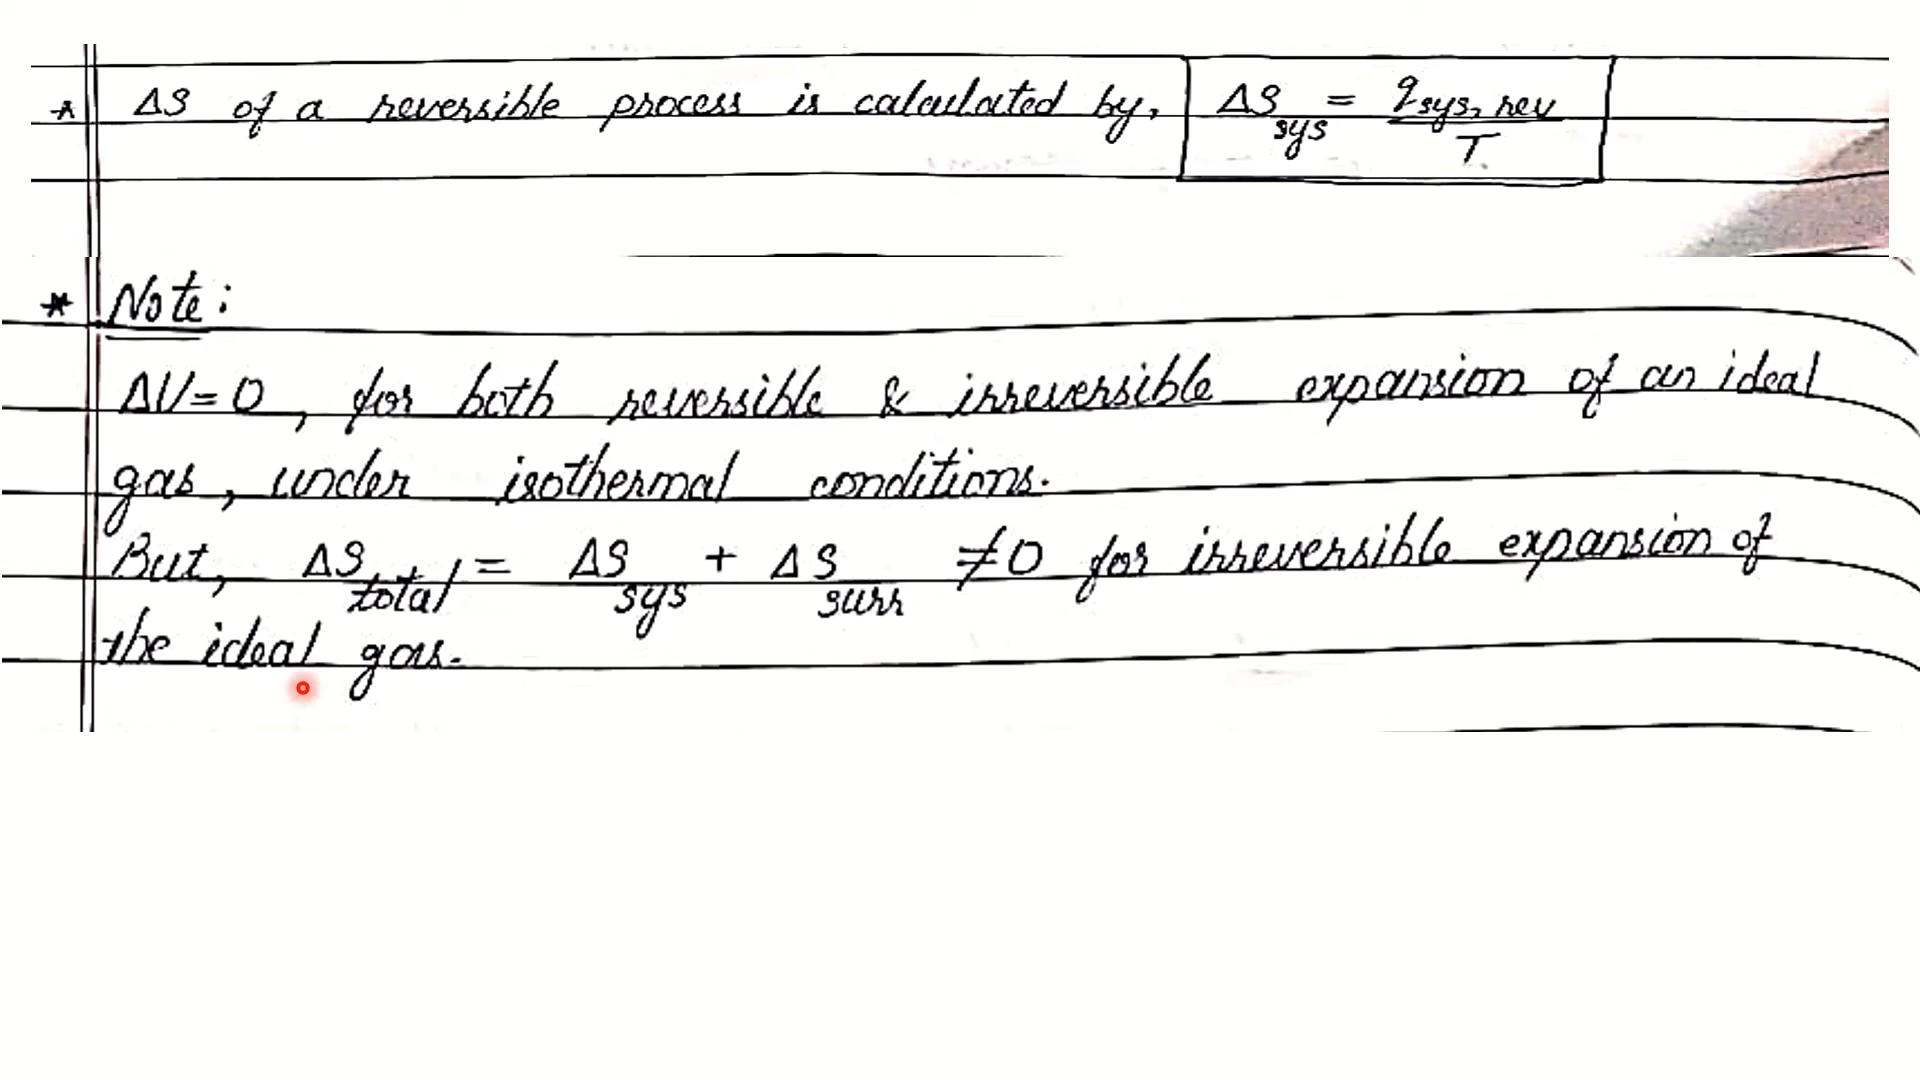 * ΔS of a reversible process is calculated by, ΔS_sys = q_sys, rev / T
* Note:
ΔU=0, for both reversible & irreversible expansion of an ideal
gas, under isothermal conditions.
But, ΔS_total = ΔS_sys + ΔS_surr ≠0 for irreversible expansion of
the ideal gas.